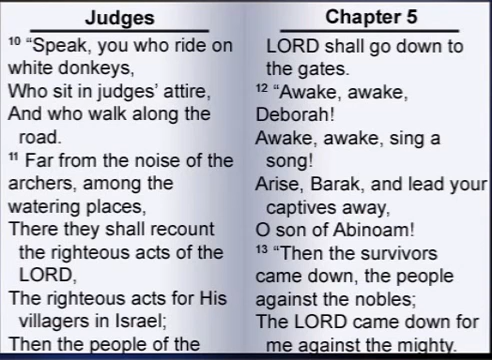 Judges
10 “Speak, you who ride on
white donkeys,
Who sit in judges’ attire,
And who walk along the
road.
11 Far from the noise of the
archers, among the
watering places,
There they shall recount
the righteous acts of the
LORD,
The righteous acts for His
villagers in Israel;
Then the people of the
Chapter 5
LORD shall go down to
the gates.
12 “Awake, awake,
Deborah!
Awake, awake, sing a
song!
Arise, Barak, and lead your
captives away,
O son of Abinoam!
13 “Then the survivors
came down, the people
against the nobles;
The LORD came down for
me against the mighty.